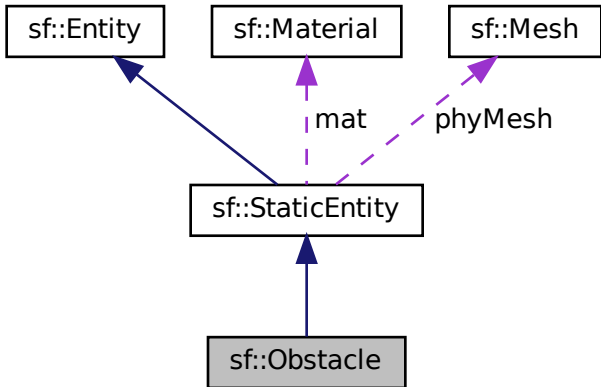 sf::Entity
sf::Material
sf::Mesh
mat
phyMesh
sf::StaticEntity
sf::Obstacle